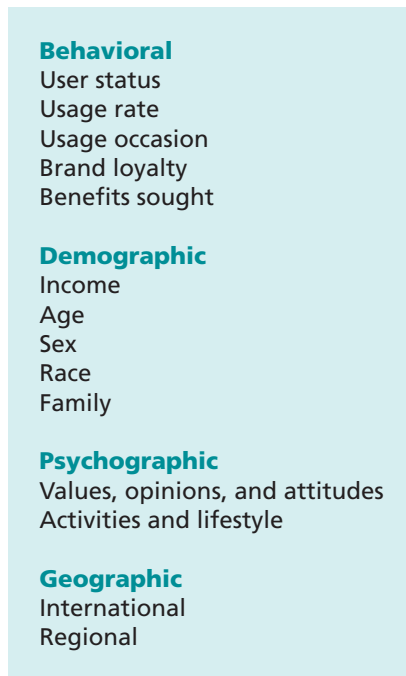 Behavioral
User status
Usage rate
Usage occasion
Brand loyalty
Benefits sought
Demographic
Income
Age
Sex
Race
Family
Psychographic
Values, opinions, and attitudes
Activities and lifestyle
Geographic
International
Regional